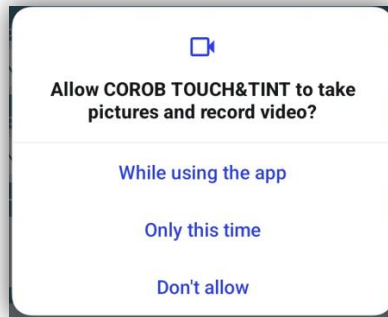 Allow COROB TOUCH&TINT to take
pictures and record video?
While using the app
Only this time
Don't allow